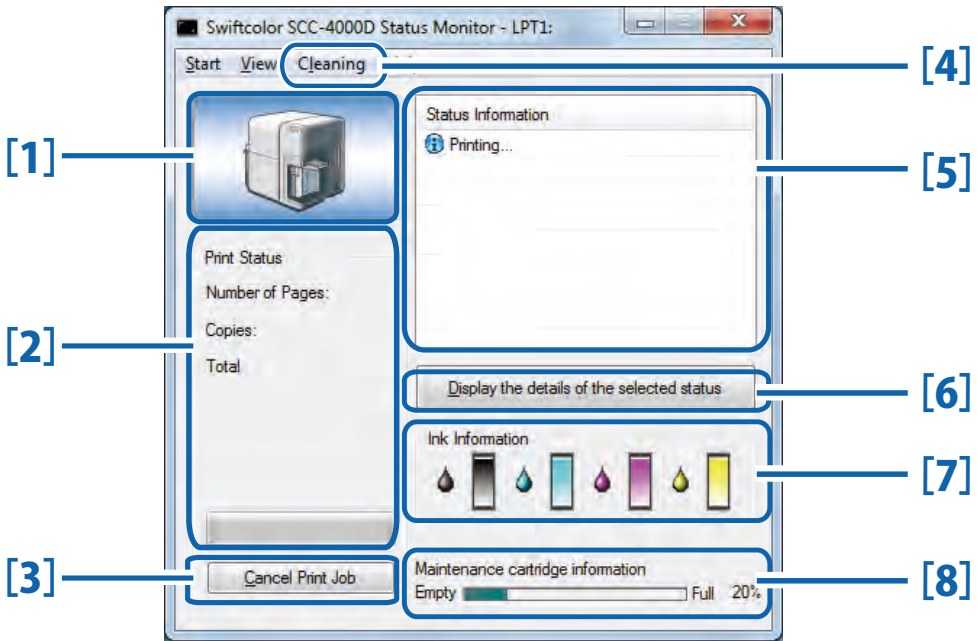 Swiftcolor SCC-4000D Status Monitor - LPT1:
Start View Cleaning
[4]
[1]
Status Information
Printing...
[5]
Print Status
Number of Pages:
[2]
Copies:
Total
Display the details of the selected status
[6]
Ink Information
[7]
[3]
Cancel Print Job
Maintenance cartridge information
Empty Full 20%
[8]